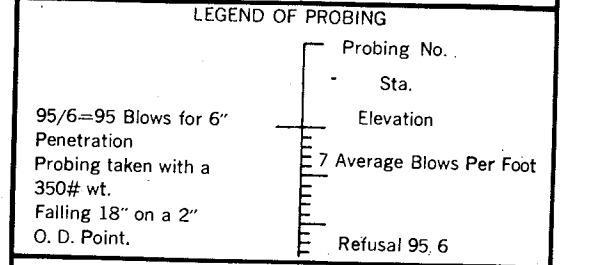 LEGEND OF PROBING
Probing No.
Sta.
Elevation
7 Average Blows Per Foot
Refusal 95/6
95/6=95 Blows for 6"
Penetration
Probing taken with a
350# wt.
Falling 18" on a 2"
O. D. Point.